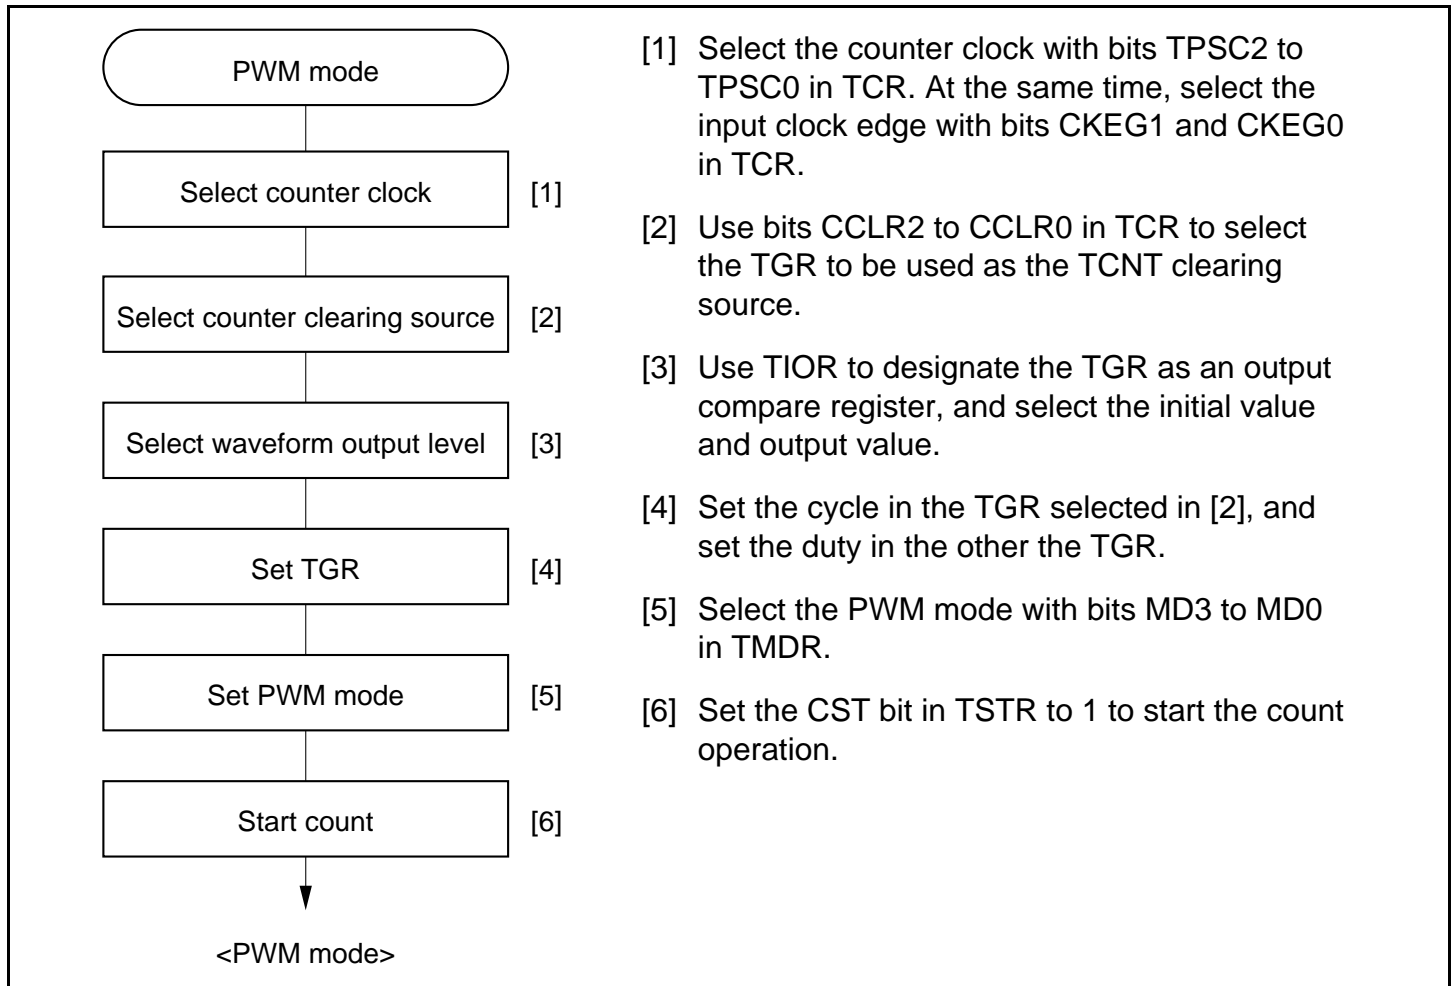 PWM mode
Select counter clock [1]
Select counter clearing source [2]
Select waveform output level [3]
Set TGR [4]
Set PWM mode [5]
Start count [6]
<PWM mode>
[1] Select the counter clock with bits TPSC2 to
TPSC0 in TCR. At the same time, select the
input clock edge with bits CKEG1 and CKEG0
in TCR.
[2] Use bits CCLR2 to CCLR0 in TCR to select
the TGR to be used as the TCNT clearing
source.
[3] Use TIOR to designate the TGR as an output
compare register, and select the initial value
and output value.
[4] Set the cycle in the TGR selected in [2], and
set the duty in the other the TGR.
[5] Select the PWM mode with bits MD3 to MD0
in TMDR.
[6] Set the CST bit in TSTR to 1 to start the count
operation.